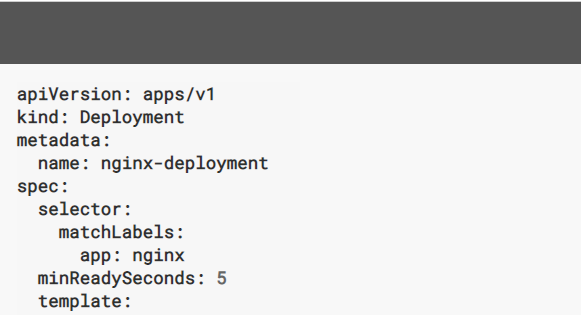 apiVersion: apps/v1
kind: Deployment
metadata:
  name: nginx-deployment
spec:
  selector:
    matchLabels:
      app: nginx
  minReadySeconds: 5
  template: